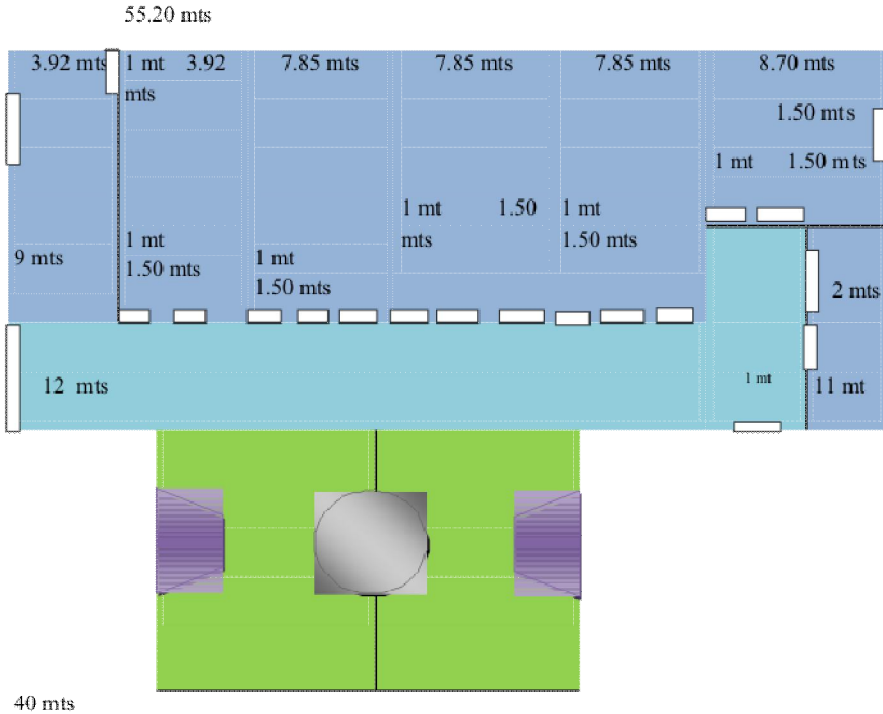 55.20 mts
3.92 mts
1 mt 3.92
mts
7.85 mts
7.85 mts
7.85 mts
8.70 mts
1.50 mts
1 mt 1.50 mts
1 mt 1.50
mts
1 mt
1.50 mts
1 mt
1.50 mts
9 mts
1 mt
1.50 mts
2 mts
12 mts
1 mt
11 mt
40 mts